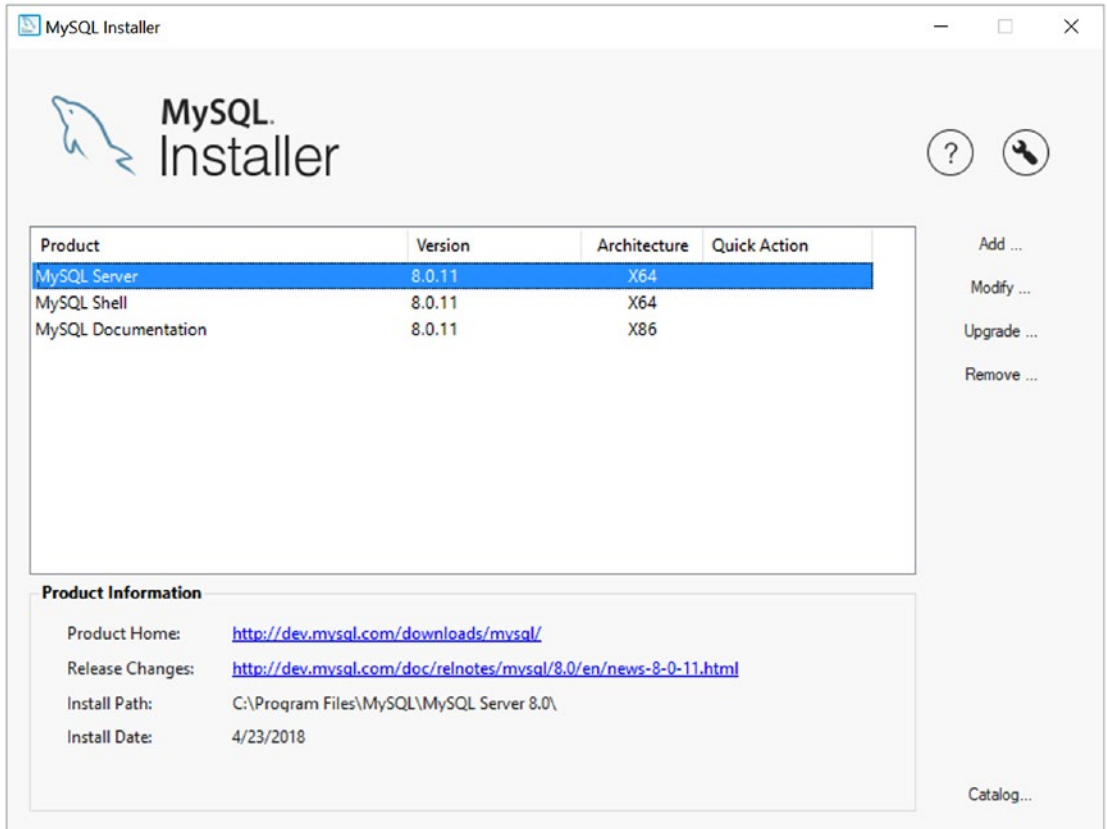 MySQL Installer
MySQL.
Installer
?
Product Version Architecture Quick Action
MySQL Server 8.0.11 X64
MySQL Shell 8.0.11 X64
MySQL Documentation 8.0.11 X86
Add ...
Modify ...
Upgrade ...
Remove ...
Product Information
Product Home: http://dev.mysql.com/downloads/mysql/
Release Changes: http://dev.mysql.com/doc/relnotes/mysql/8.0/en/news-8-0-11.html
Install Path: C:\Program Files\MySQL\MySQL Server 8.0\
Install Date: 4/23/2018
Catalog...